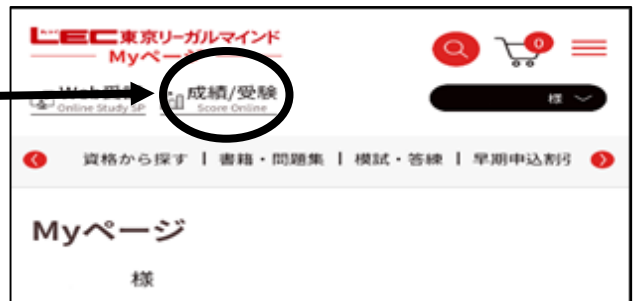 LEC東京リーガルマインド
Myペ
0
成績/受験
Online Study SP
Score Online
様
資格から探す | 書籍・問題集 | 模試・答練 | 早期申込割引
Myページ
様